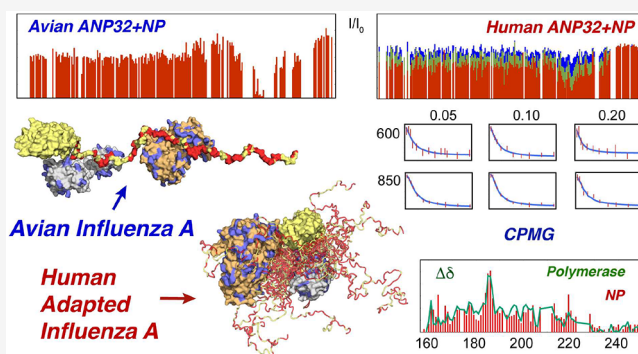 Avian ANP32+NP
I/I0
Human ANP32+NP
0.05 0.10 0.20
600
850
Avian Influenza A
CPMG
Human
Adapted
Influenza A
Δδ
Polymerase
NP
160 180 200 220 240